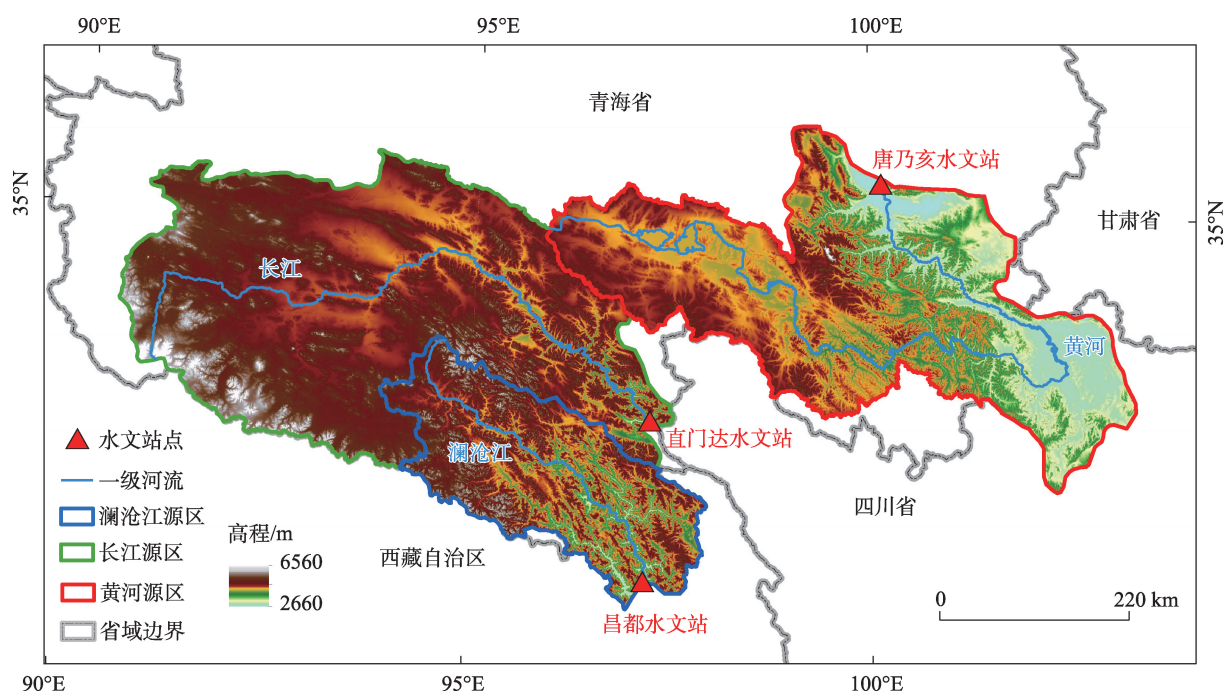 90°E
95°E
100°E
青海省
唐乃亥水文站
35°N
甘肃省
35°N
长江
黄河
水文站点
直门达水文站
澜沧江
一级河流
四川省
澜沧江源区
高程/m
长江源区
西藏自治区
6560
黄河源区
2660
0
220 km
昌都水文站
省域边界
90°E
95°E
100°E